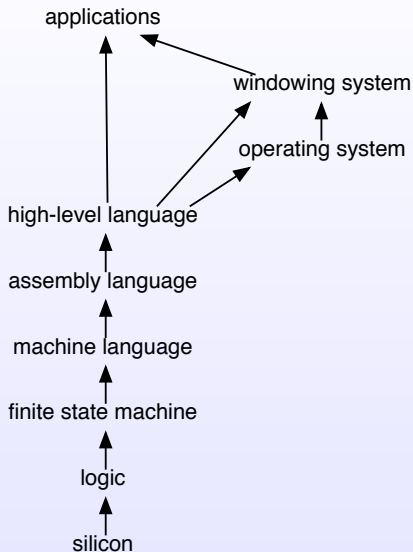 applications
windowing system
operating system
high-level language
assembly language
machine language
finite state machine
logic
silicon